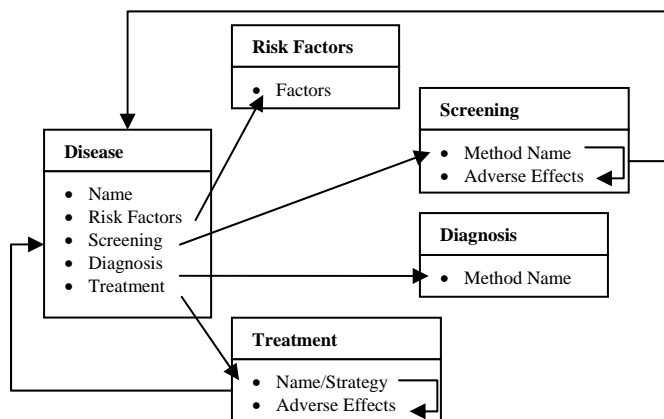 Risk Factors
• Factors
Screening
• Method Name
• Adverse Effects
Disease
• Name
• Risk Factors
• Screening
• Diagnosis
• Treatment
Diagnosis
• Method Name
Treatment
• Name/Strategy
• Adverse Effects